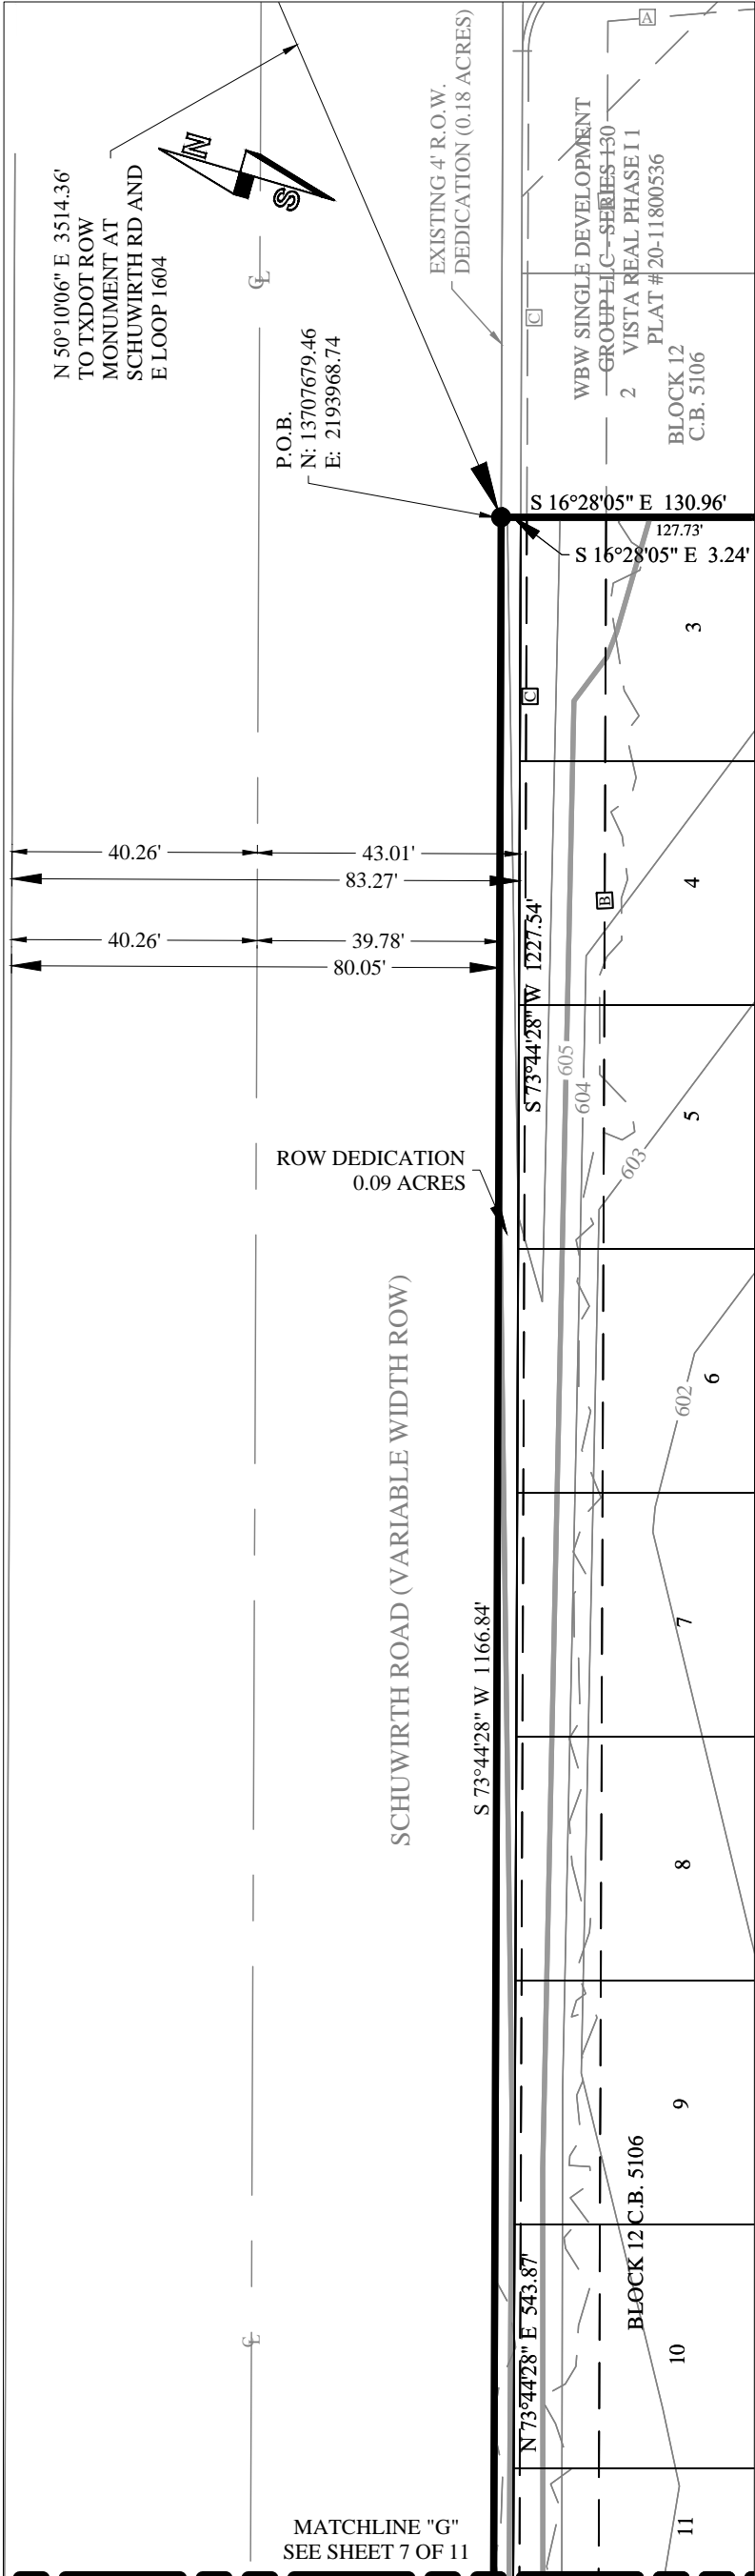 A
EXISTING 4' R.O.W.
DEDICATION (0.18 ACRES)
WBW SINGLE DEVELOPMENT
GROUP LLC - SERIES 130
VISTA REAL PHASE I 1
PLAT # 20-11800536
2
BLOCK 12
C.B. 5106
N 50°10'06" E 3514.36'
TO TXDOT ROW
MONUMENT AT
SCHUWIRTH RD AND
E LOOP 1604
N
S
CL
C
P.O.B.
N: 13707679.46
E: 2193968.74
S 16°28'05" E 130.96'
127.73'
S 16°28'05" E 3.24'
3
C
40.26'
43.01'
83.27'
4
B
40.26'
39.78'
80.05'
S 73°44'28" W 1227.54'
605
604
5
603
ROW DEDICATION
0.09 ACRES
SCHUWIRTH ROAD (VARIABLE WIDTH ROW)
6
602
S 73°44'28" W 1166.84'
7
8
9
BLOCK 12 C.B. 5106
CL
N 73°44'28" E 543.87'
10
11
MATCHLINE "G"
SEE SHEET 7 OF 11